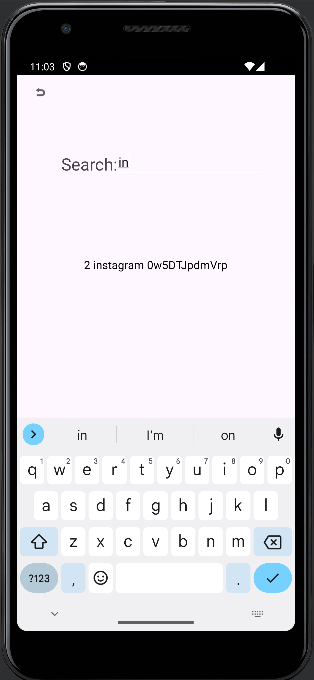 11:03
Search:in
2 instagram 0w5DTJpdmVrp
in I'm on
q1 w2 e3 r4 t5 y6 u7 i8 o9 p0
a s d f g h j k l
z x c v b n m
?123 , .